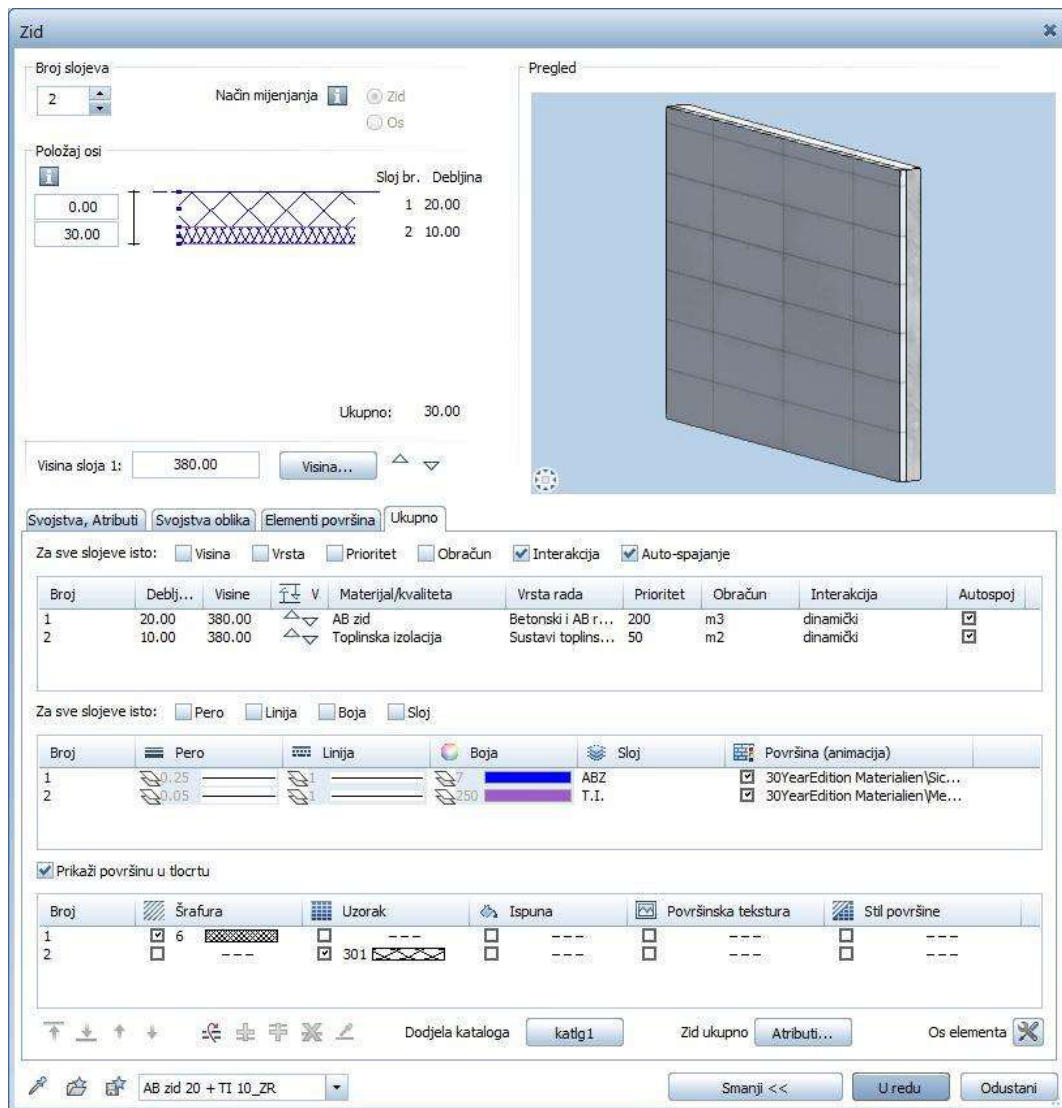 Zid
Broj slojeva
2
Način mijenjanja
Zid
Os
Pregled
Položaj osi
0.00
30.00
Sloj br. Debljina
1 20.00
2 10.00
Ukupno: 30.00
Visina sloja 1: 380.00 Visina...
Svojstva, Atributi Svojstva oblika Elementi površina Ukupno
Za sve slojeve isto: Visina Vrsta Prioritet Obračun Interakcija Auto-spajanje
Broj Deblj... Visine V Materijal/kvaliteta Vrsta rada Prioritet Obračun Interakcija Autospoj
1 20.00 380.00 AB zid Betonski i AB r... 200 m3 dinamički
2 10.00 380.00 Toplinska izolacija Sustavi toplins... 50 m2 dinamički
Za sve slojeve isto: Pero Linija Boja Sloj
Broj Pero Linija Boja Sloj Površina (animacija)
1 0.25 1 7 ABZ 30YearEdition Materialien\Sic...
2 0.05 1 250 T.I. 30YearEdition Materialien\Me...
Prikaži površinu u tlocrtu
Broj Šrafura Uzorak Ispuna Površinska tekstura Stil površine
1 6 --- --- --- ---
2 --- 301 --- --- ---
Dodjela kataloga katlg1 Zid ukupno Atributi... Os elementa
AB zid 20 + TI 10_ZR Smanji << U redu Odustani